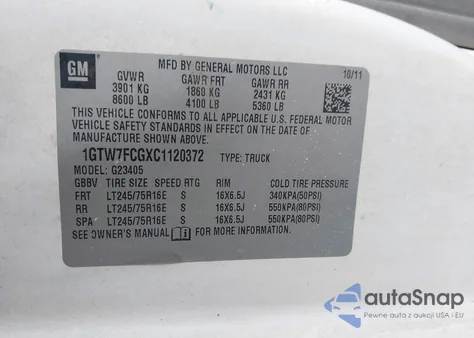 GM
MFD BY GENERAL MOTORS LLC
10/11
GVWR GAWR FRT GAWR RR
3901 KG 1860 KG 2431 KG
8600 LB 4100 LB 5360 LB
THIS VEHICLE CONFORMS TO ALL APPLICABLE U.S. FEDERAL
MOTOR VEHICLE SAFETY STANDARDS IN EFFECT ON THE DATE OF
MANUFACTURE SHOWN ABOVE.
1GTW7FCGXC1120372 TYPE: TRUCK
MODEL: G23405
GBBV TIRE SIZE SPEED RTG RIM COLD TIRE PRESSURE
FRT LT245/75R16E S 16X6.5J 340KPA(50PSI)
RR LT245/75R16E S 16X6.5J 550KPA(80PSI)
SPA LT245/75R16E S 16X6.5J 550KPA(80PSI)
SEE OWNER'S MANUAL FOR MORE INFORMATION.
autoSnap
Pewne auta z aukcji USA i EU